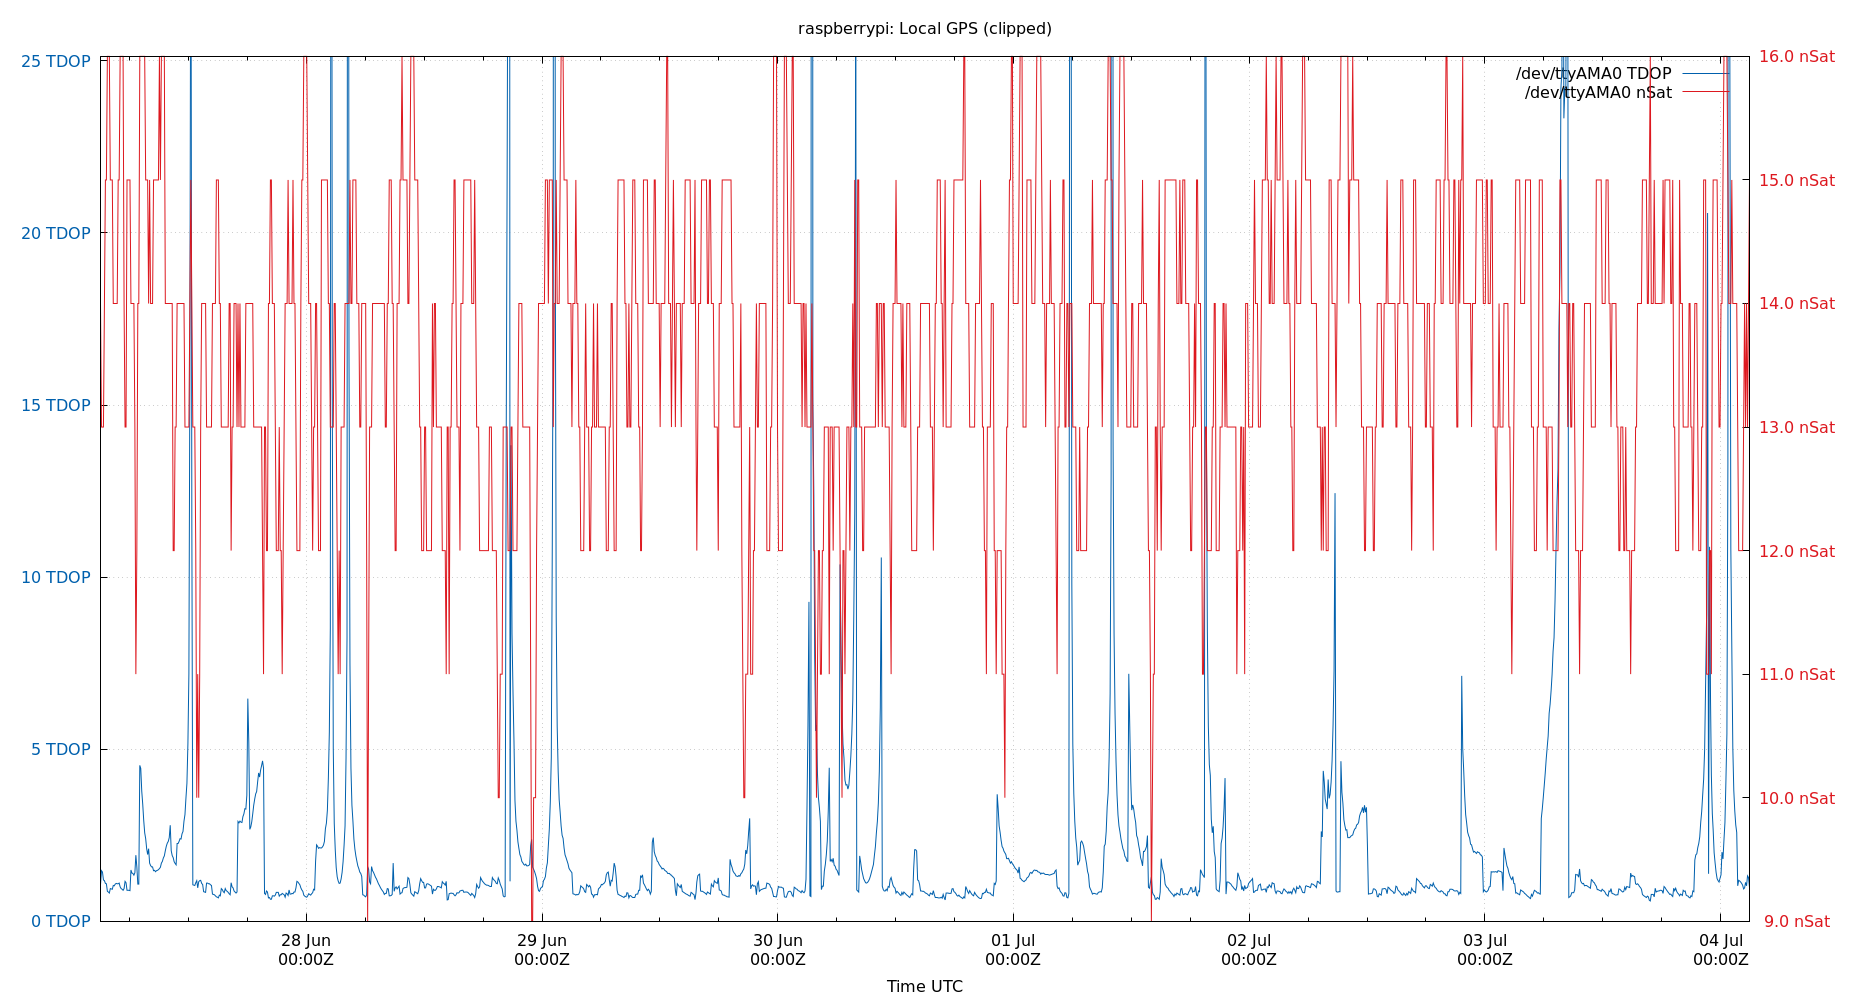 raspberrypi: Local GPS (clipped)
25 TDOP
20 TDOP
15 TDOP
10 TDOP
5 TDOP
0 TDOP
16.0 nSat
15.0 nSat
14.0 nSat
13.0 nSat
12.0 nSat
11.0 nSat
10.0 nSat
9.0 nSat
/dev/ttyAMA0 TDOP
/dev/ttyAMA0 nSat
28 Jun
00:00Z
29 Jun
00:00Z
30 Jun
00:00Z
01 Jul
00:00Z
02 Jul
00:00Z
03 Jul
00:00Z
04 Jul
00:00Z
Time UTC